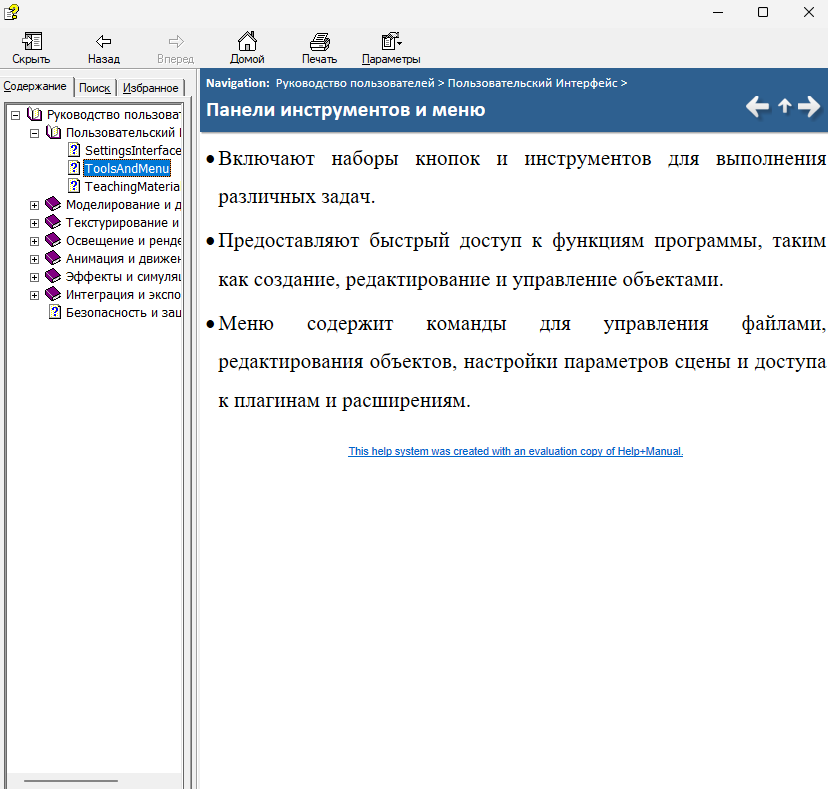 Скрыть
Назад
Вперед
Домой
Печать
Параметры
Содержание
Поиск
Избранное
Руководство пользоват
Пользовательский
SettingsInterface
ToolsAndMenu
TeachingMateria
Моделирование и д
Текстурирование и
Освещение и ренде
Анимация и движен
Эффекты и симуляц
Интеграция и экспо
Безопасность и защ
Navigation: Руководство пользователей > Пользовательский Интерфейс >
Панели инструментов и меню
•Включают наборы кнопок и инструментов для выполнения
различных задач.
•Предоставляют быстрый доступ к функциям программы, таким
как создание, редактирование и управление объектами.
•Меню содержит команды для управления файлами,
редактирования объектов, настройки параметров сцены и доступа
к плагинам и расширениям.
This help system was created with an evaluation copy of Help+Manual.